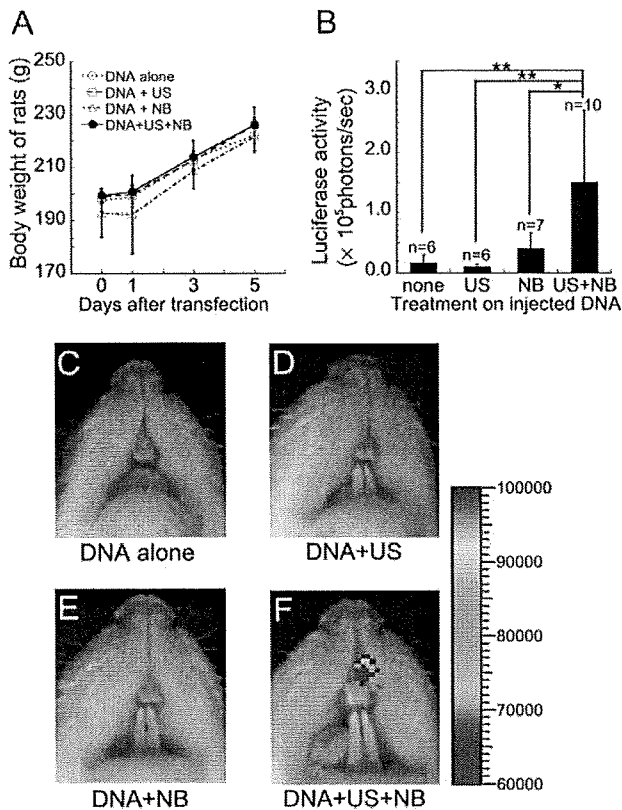 A
Body weight of rats (g)
DNA alone
DNA + US
DNA + NB
DNA+US+NB
250
230
210
190
170
0 1 3 5
Days after transfection
B
Luciferase activity
(× 10⁵photons/sec)
3.0
2.0
1.0
0.0
**
**
*
n=6
n=6
n=7
n=10
none US NB US+NB
Treatment on injected DNA
C
DNA alone
D
DNA+US
E
DNA+NB
F
DNA+US+NB
100000
90000
80000
70000
60000